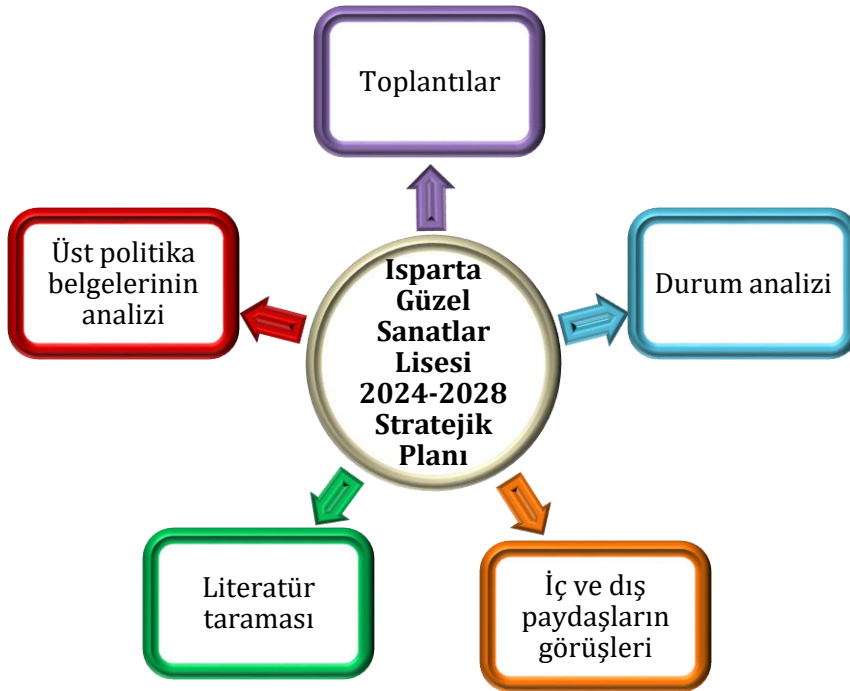 Toplantılar
Üst politika
belgelerinin
analizi
Isparta
Güzel
Sanatlar
Lisesi
2024-2028
Stratejik
Planı
Durum analizi
Literatür
taraması
İç ve dış
paydaşların
görüşleri